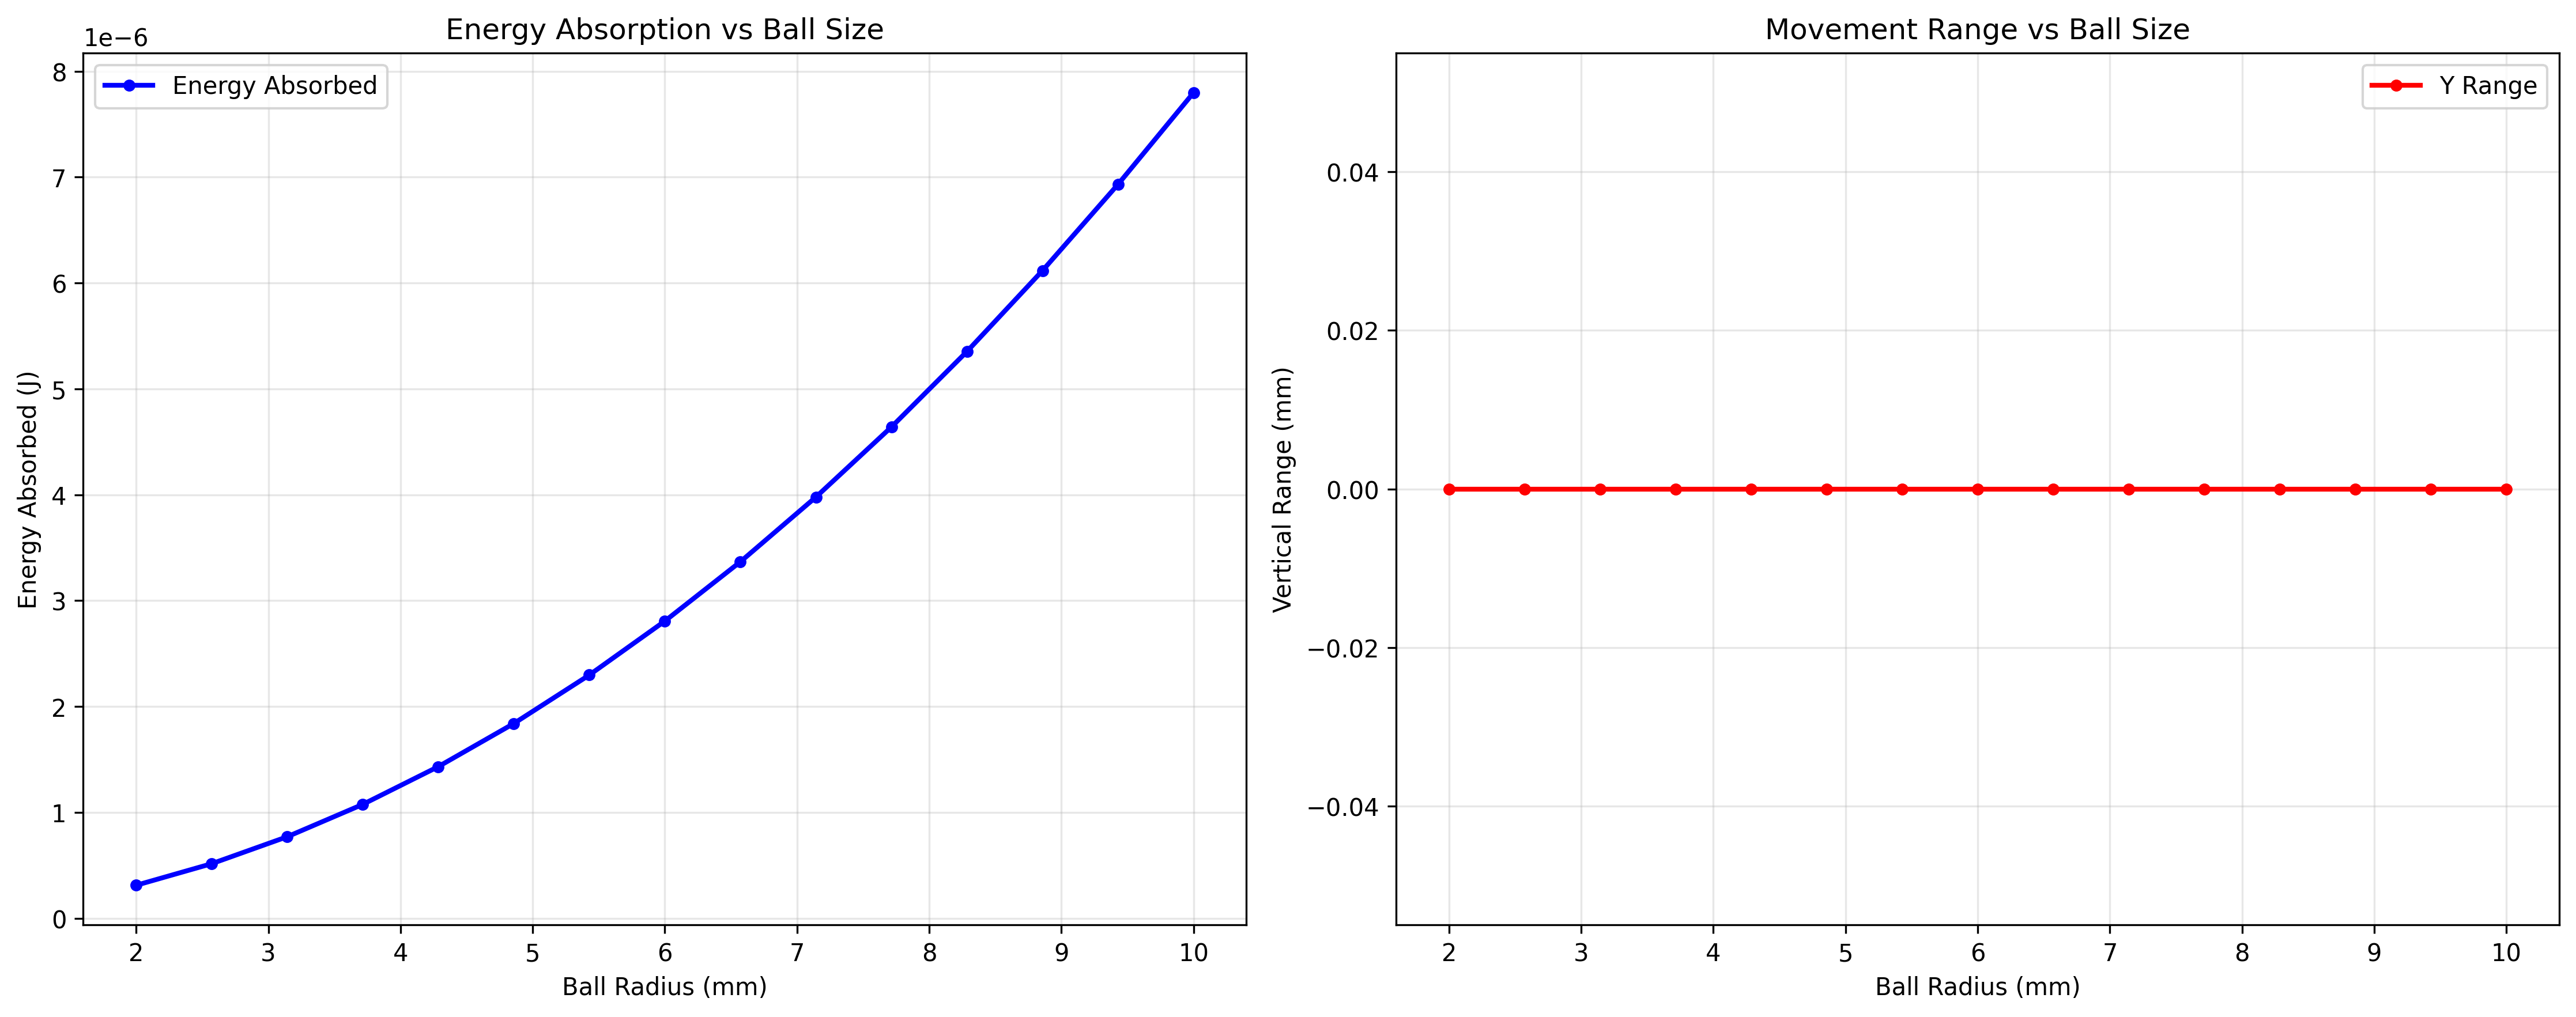 Energy Absorption vs Ball Size
1e−6
Energy Absorbed
8
7
6
5
4
3
2
1
0
Energy Absorbed (J)
2 3 4 5 6 7 8 9 10
Ball Radius (mm)
Movement Range vs Ball Size
Y Range
0.04
0.02
0.00
−0.02
−0.04
Vertical Range (mm)
2 3 4 5 6 7 8 9 10
Ball Radius (mm)